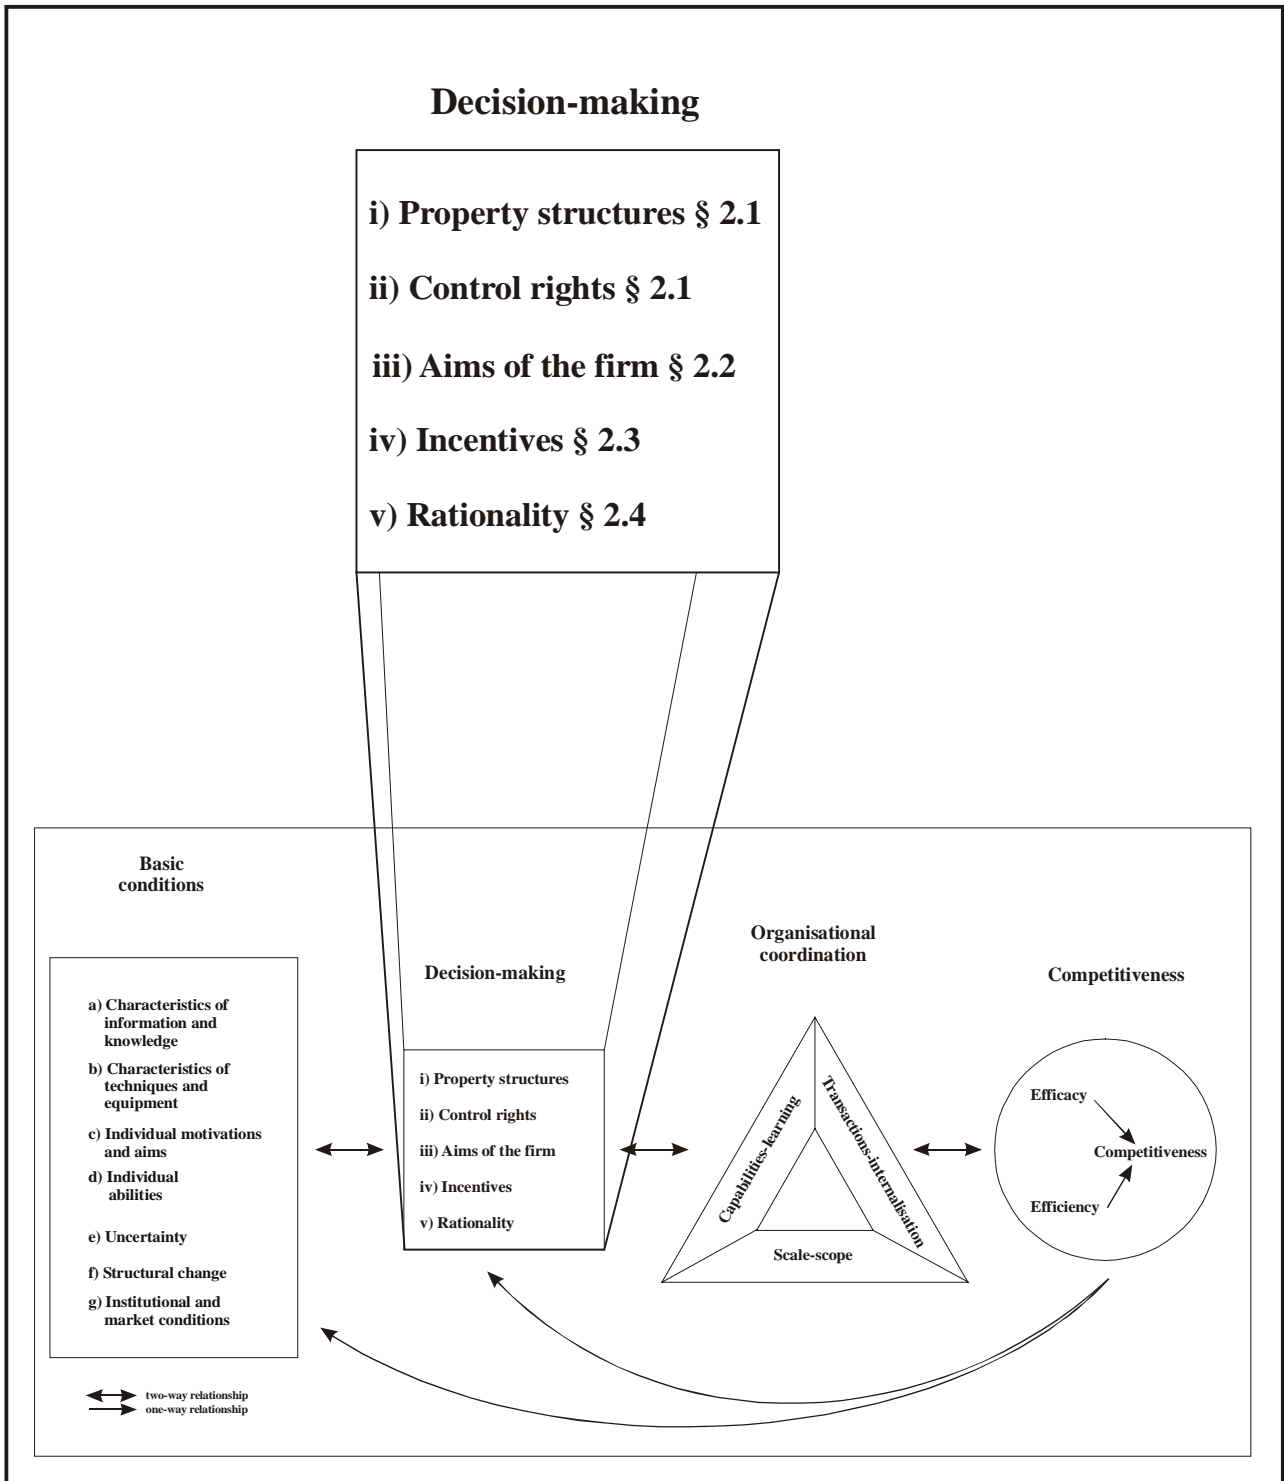 Decision-making
i) Property structures § 2.1
ii) Control rights § 2.1
iii) Aims of the firm § 2.2
iv) Incentives § 2.3
v) Rationality § 2.4
Basic
conditions
a) Characteristics of
information and
knowledge
b) Characteristics of
techniques and
equipment
c) Individual motivations
and aims
d) Individual
abilities
e) Uncertainty
f) Structural change
g) Institutional and
market conditions
Decision-making
i) Property structures
ii) Control rights
iii) Aims of the firm
iv) Incentives
v) Rationality
Organisational
coordination
Capabilities-learning
Transactions-internalisation
Scale-scope
Competitiveness
Efficacy
Competitiveness
Efficiency
two-way relationship
one-way relationship